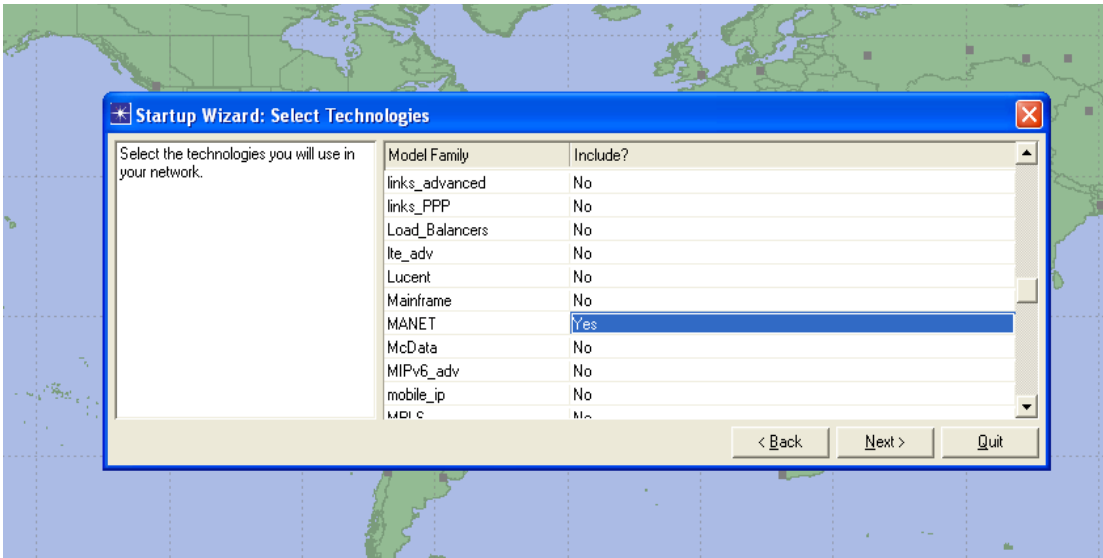 Startup Wizard: Select Technologies
Select the technologies you will use in
your network.
Model Family Include?
links_advanced No
links_PPP No
Load_Balancers No
lte_adv No
Lucent No
Mainframe No
MANET Yes
McData No
MIPv6_adv No
mobile_ip No
MPLS No
< Back Next > Quit